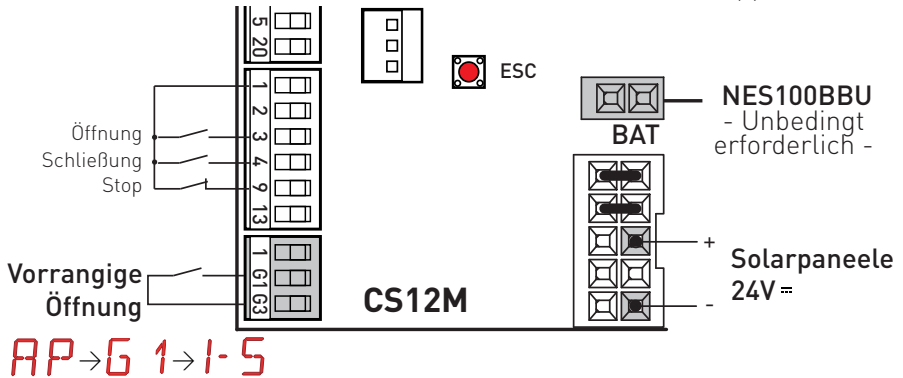 5
20
ESC
1
2
Öffnung 3
Schließung 4
Stop 9
13
NES100BBU
- Unbedingt
erforderlich -
BAT
+
Solarpaneele
24V
-
1
Vorrangige G1
Öffnung G3
CS12M
AP→G 1→1-5